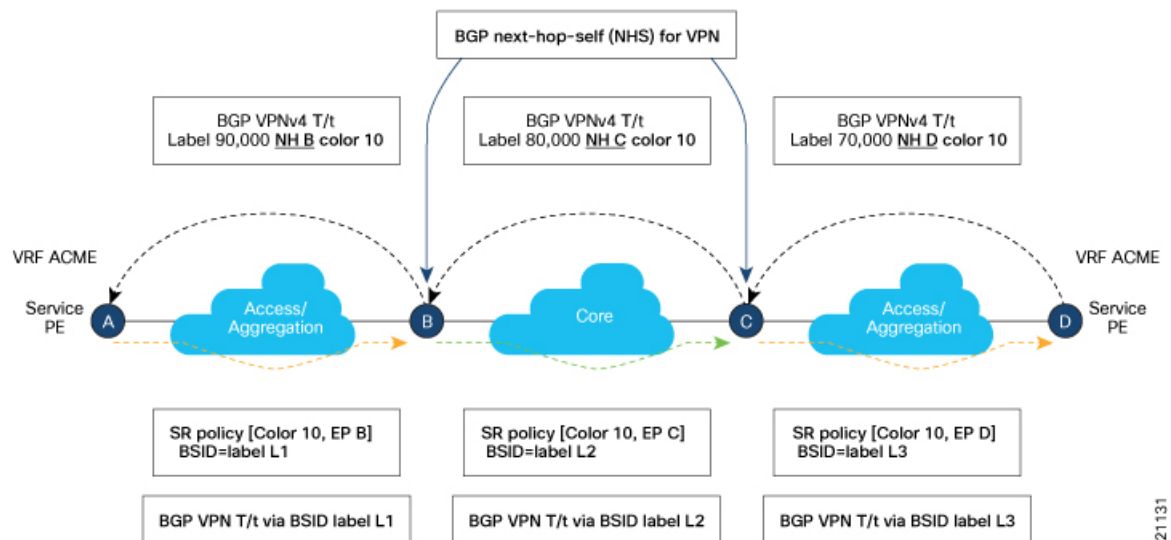 BGP next-hop-self (NHS) for VPN
BGP VPNv4 T/t
Label 90,000 NH B color 10
BGP VPNv4 T/t
Label 80,000 NH C color 10
BGP VPNv4 T/t
Label 70,000 NH D color 10
VRF ACME
VRF ACME
Service
PE
A
Access/
Aggregation
B
Core
C
Access/
Aggregation
D
Service
PE
SR policy [Color 10, EP B]
BSID=label L1
SR policy [Color 10, EP C]
BSID=label L2
SR policy [Color 10, EP D]
BSID=label L3
BGP VPN T/t via BSID label L1
BGP VPN T/t via BSID label L2
BGP VPN T/t via BSID label L3
21131